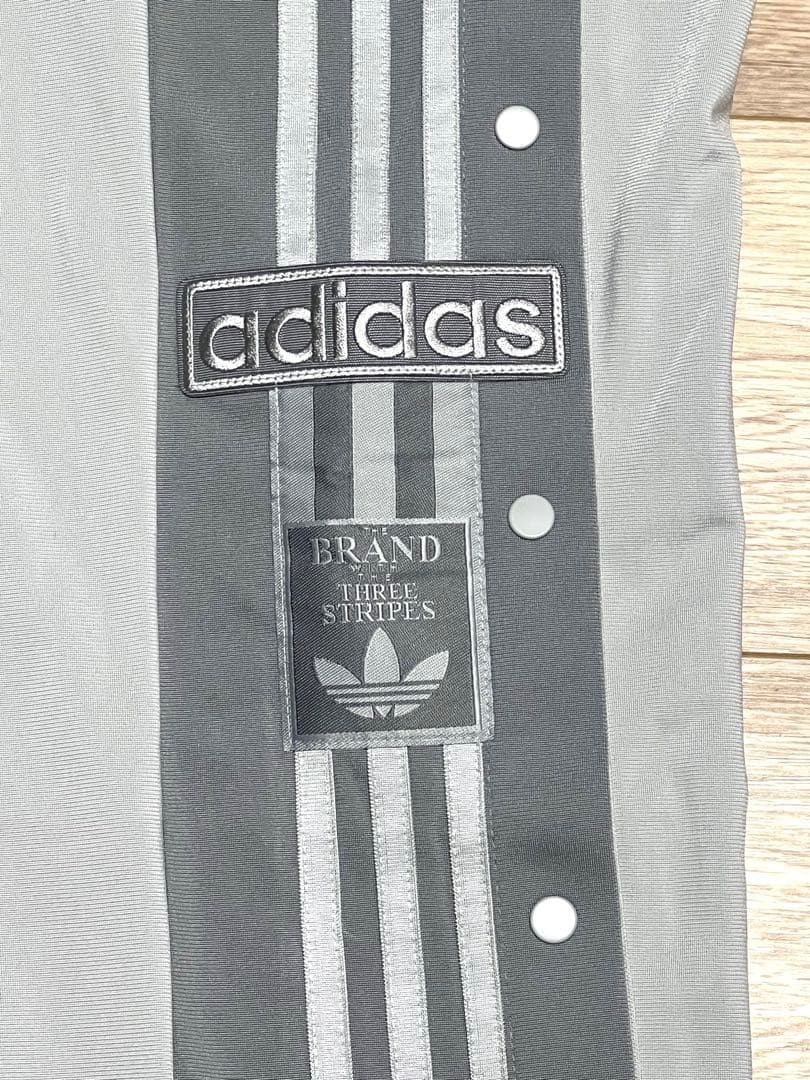 adidas
THE
BRAND
WITH
THE
THREE
STRIPES